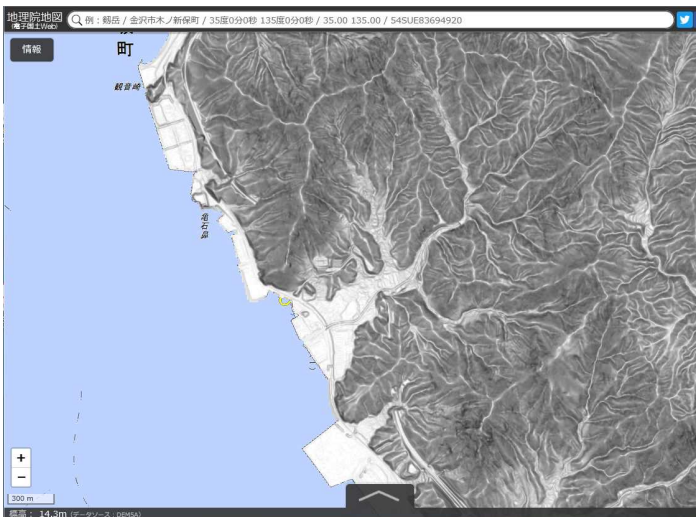 地理院地図
(電子国土Web)
例：剱岳 / 金沢市木ノ新保町 / 35度0分0秒 135度0分0秒 / 35.00 135.00 / 54SUE83694920
情報
町
観音崎
亀石鼻
+
−
300 m
標高： 14.3m (データソース：DEM5A)